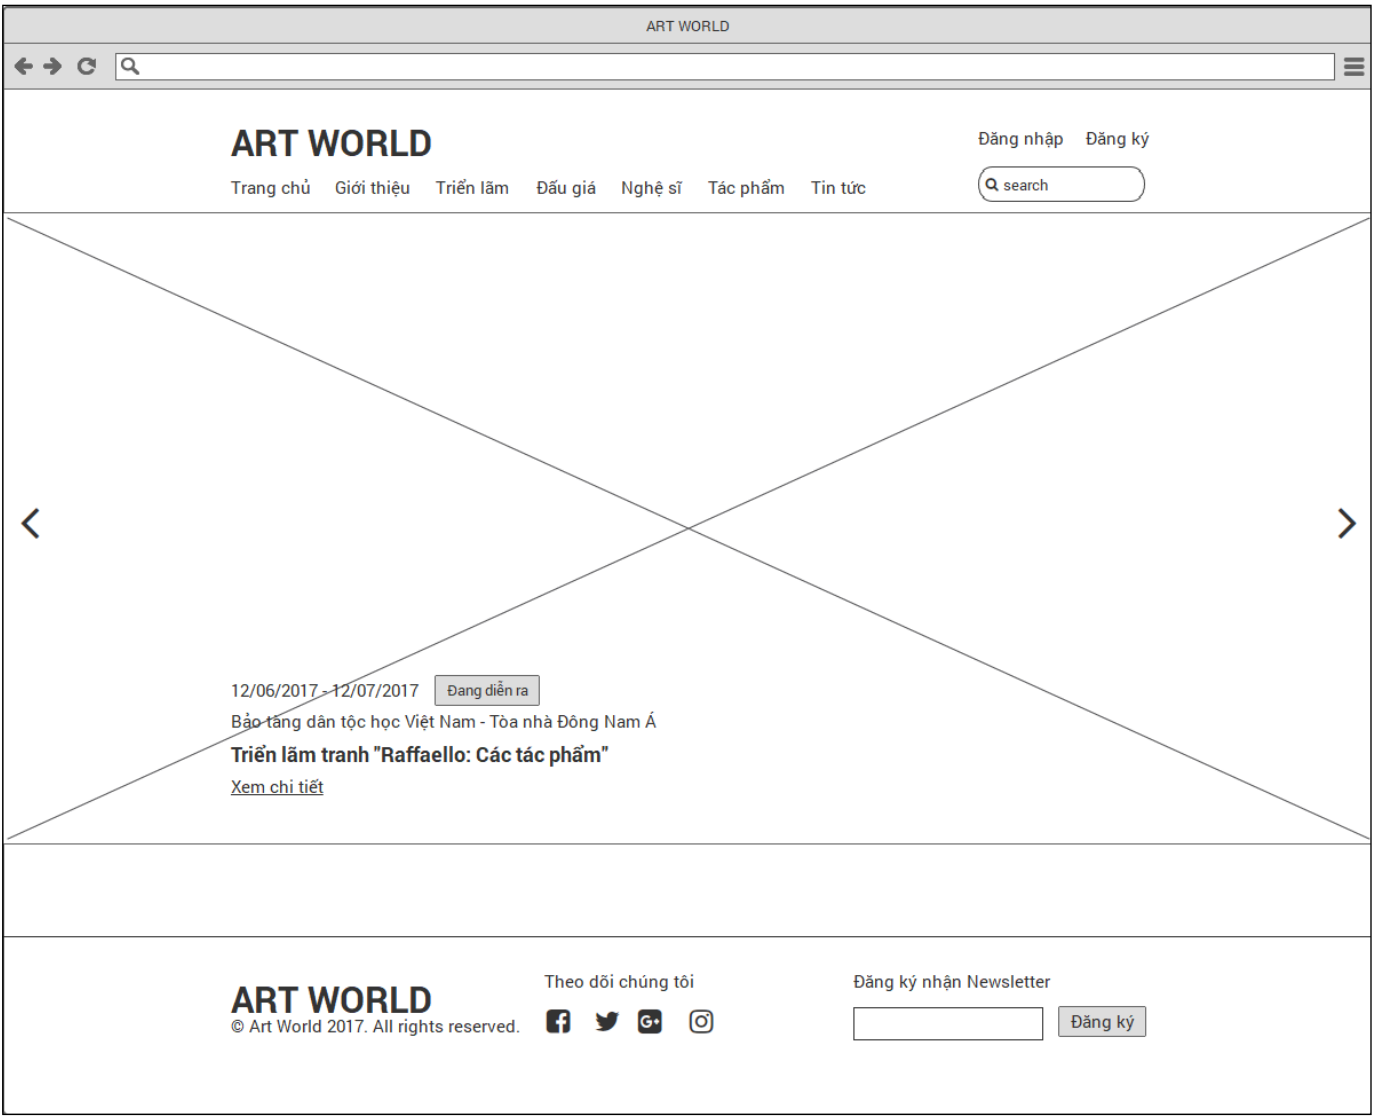 ART WORLD
ART WORLD
Đăng nhập Đăng ký
Trang chủ Giới thiệu Triển lãm Đấu giá Nghệ sĩ Tác phẩm Tin tức
search
12/06/2017 - 12/07/2017 Đang diễn ra
Bảo tàng dân tộc học Việt Nam - Tòa nhà Đông Nam Á
Triển lãm tranh "Raffaello: Các tác phẩm"
Xem chi tiết
ART WORLD
© Art World 2017. All rights reserved.
Theo dõi chúng tôi
Đăng ký nhận Newsletter
Đăng ký